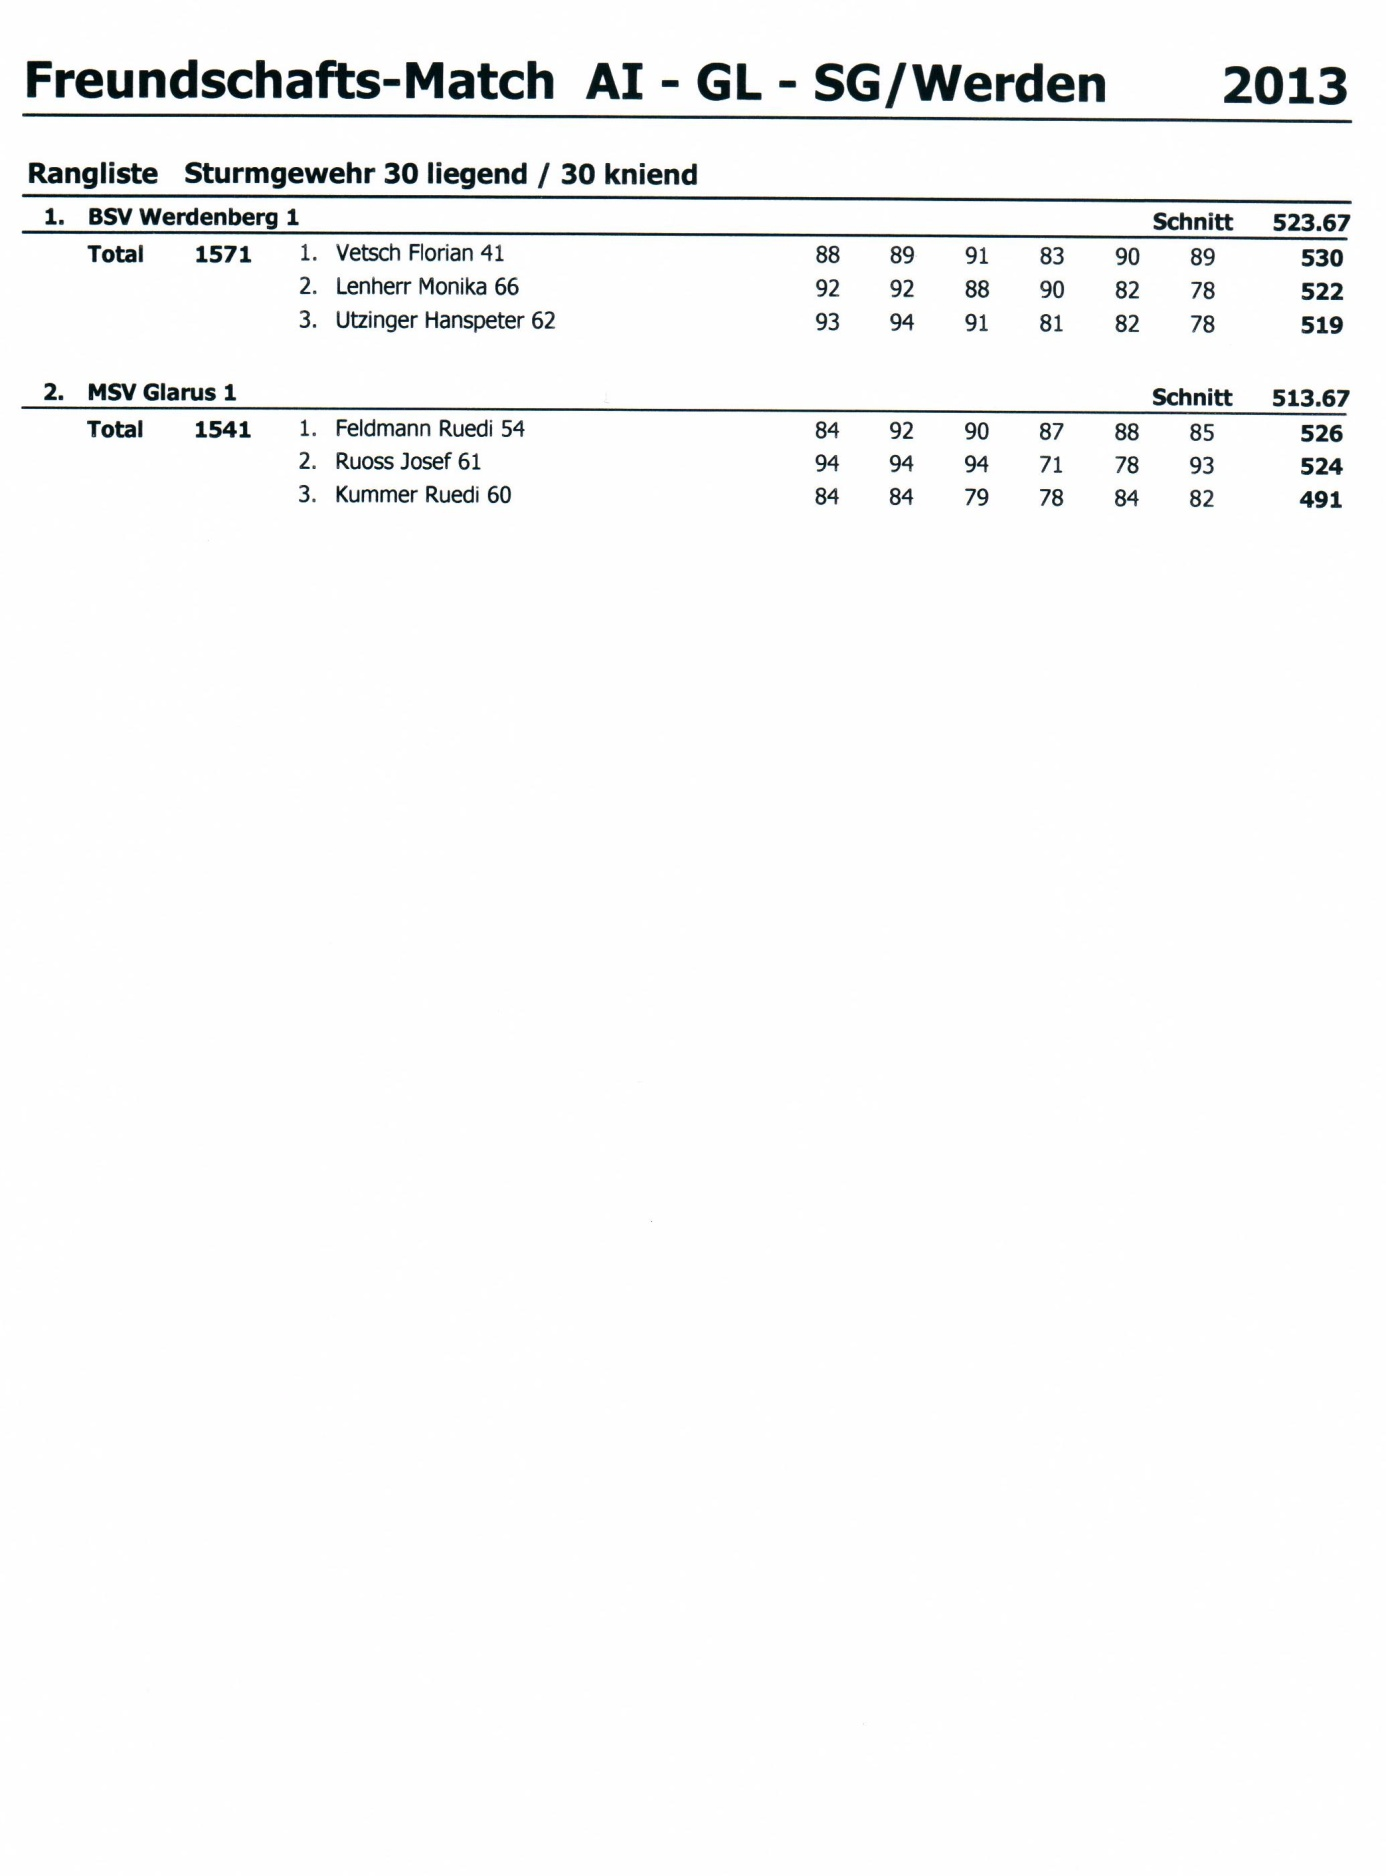 Freundschafts-Match AI - GL - SG/Werden 2013
Rangliste Sturmgewehr 30 liegend / 30 kniend
1. BSV Werdenberg 1 Schnitt 523.67
Total 1571 1. Vetsch Florian 41 88 89 91 83 90 89 530
2. Lenherr Monika 66 92 92 88 90 82 78 522
3. Utzinger Hanspeter 62 93 94 91 81 82 78 519
2. MSV Glarus 1 Schnitt 513.67
Total 1541 1. Feldmann Ruedi 54 84 92 90 87 88 85 526
2. Ruoss Josef 61 94 94 94 71 78 93 524
3. Kummer Ruedi 60 84 84 79 78 84 82 491